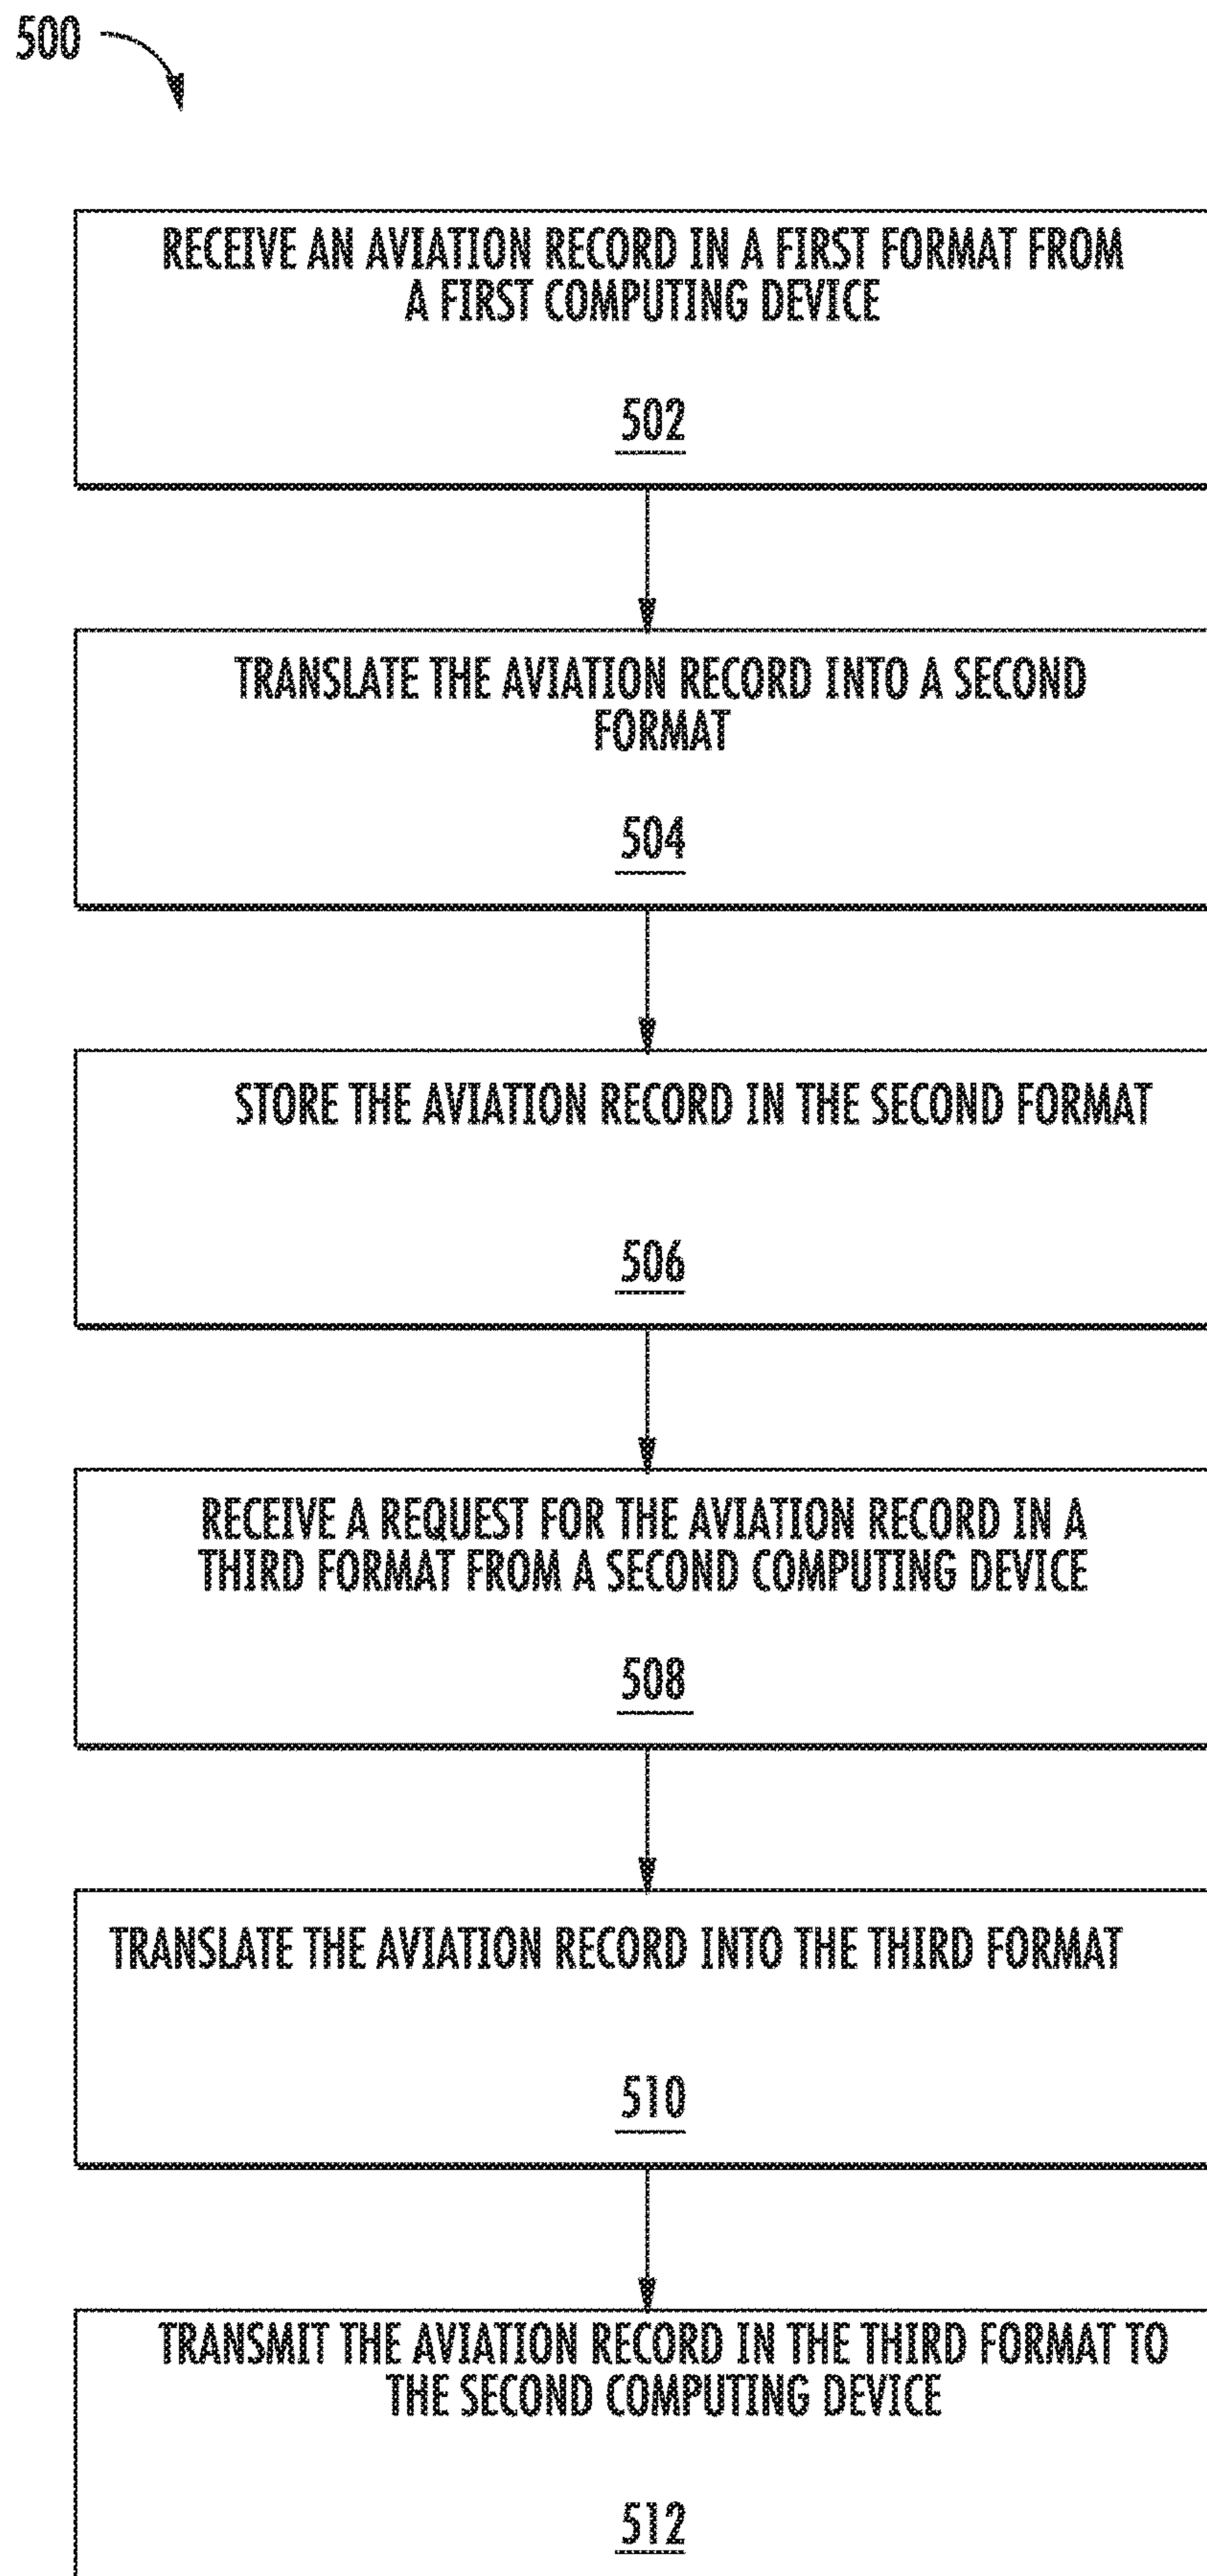 500
RECEIVE AN AVIATION RECORD IN A FIRST FORMAT FROM
A FIRST COMPUTING DEVICE
502
TRANSLATE THE AVIATION RECORD INTO A SECOND
FORMAT
504
STORE THE AVIATION RECORD IN THE SECOND FORMAT
506
RECEIVE A REQUEST FOR THE AVIATION RECORD IN A
THIRD FORMAT FROM A SECOND COMPUTING DEVICE
508
TRANSLATE THE AVIATION RECORD INTO THE THIRD FORMAT
510
TRANSMIT THE AVIATION RECORD IN THE THIRD FORMAT TO
THE SECOND COMPUTING DEVICE
512